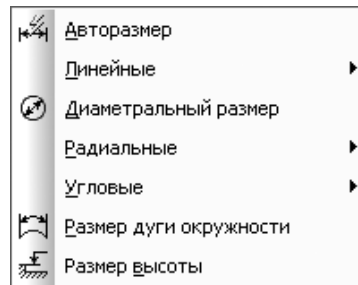 Авторазмер
Линейные
Диаметральный размер
Радиальные
Угловые
Размер дуги окружности
Размер высоты